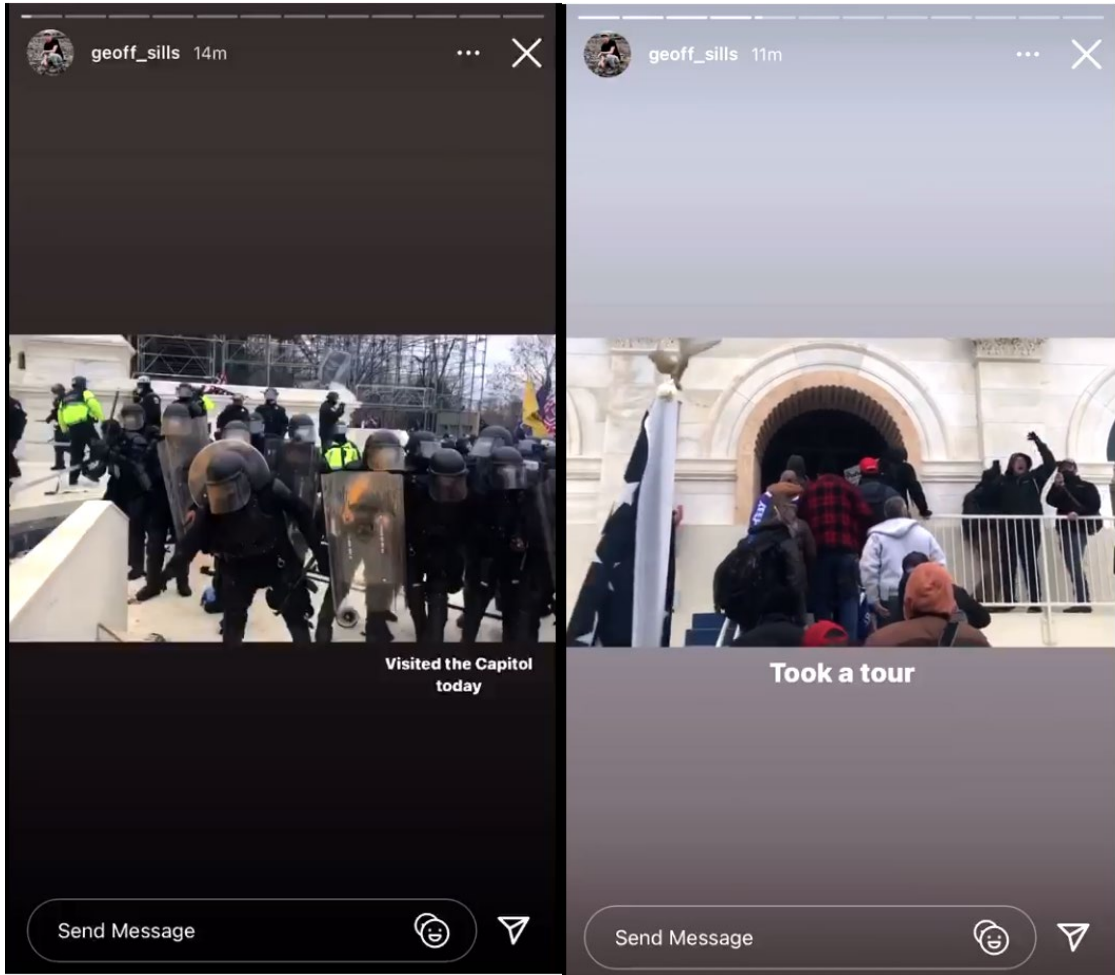 geoff_sills 14m
Visited the Capitol
today
Send Message
geoff_sills 11m
Took a tour
Send Message